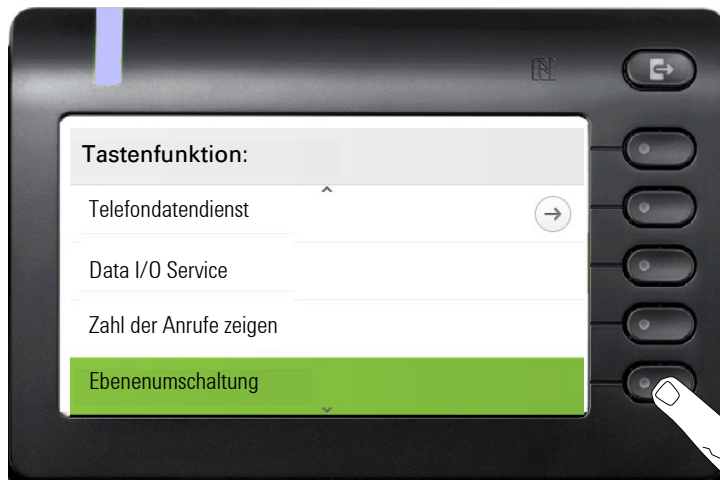 Tastenfunktion:
Telefondatendienst
Data I/O Service
Zahl der Anrufe zeigen
Ebenenumschaltung